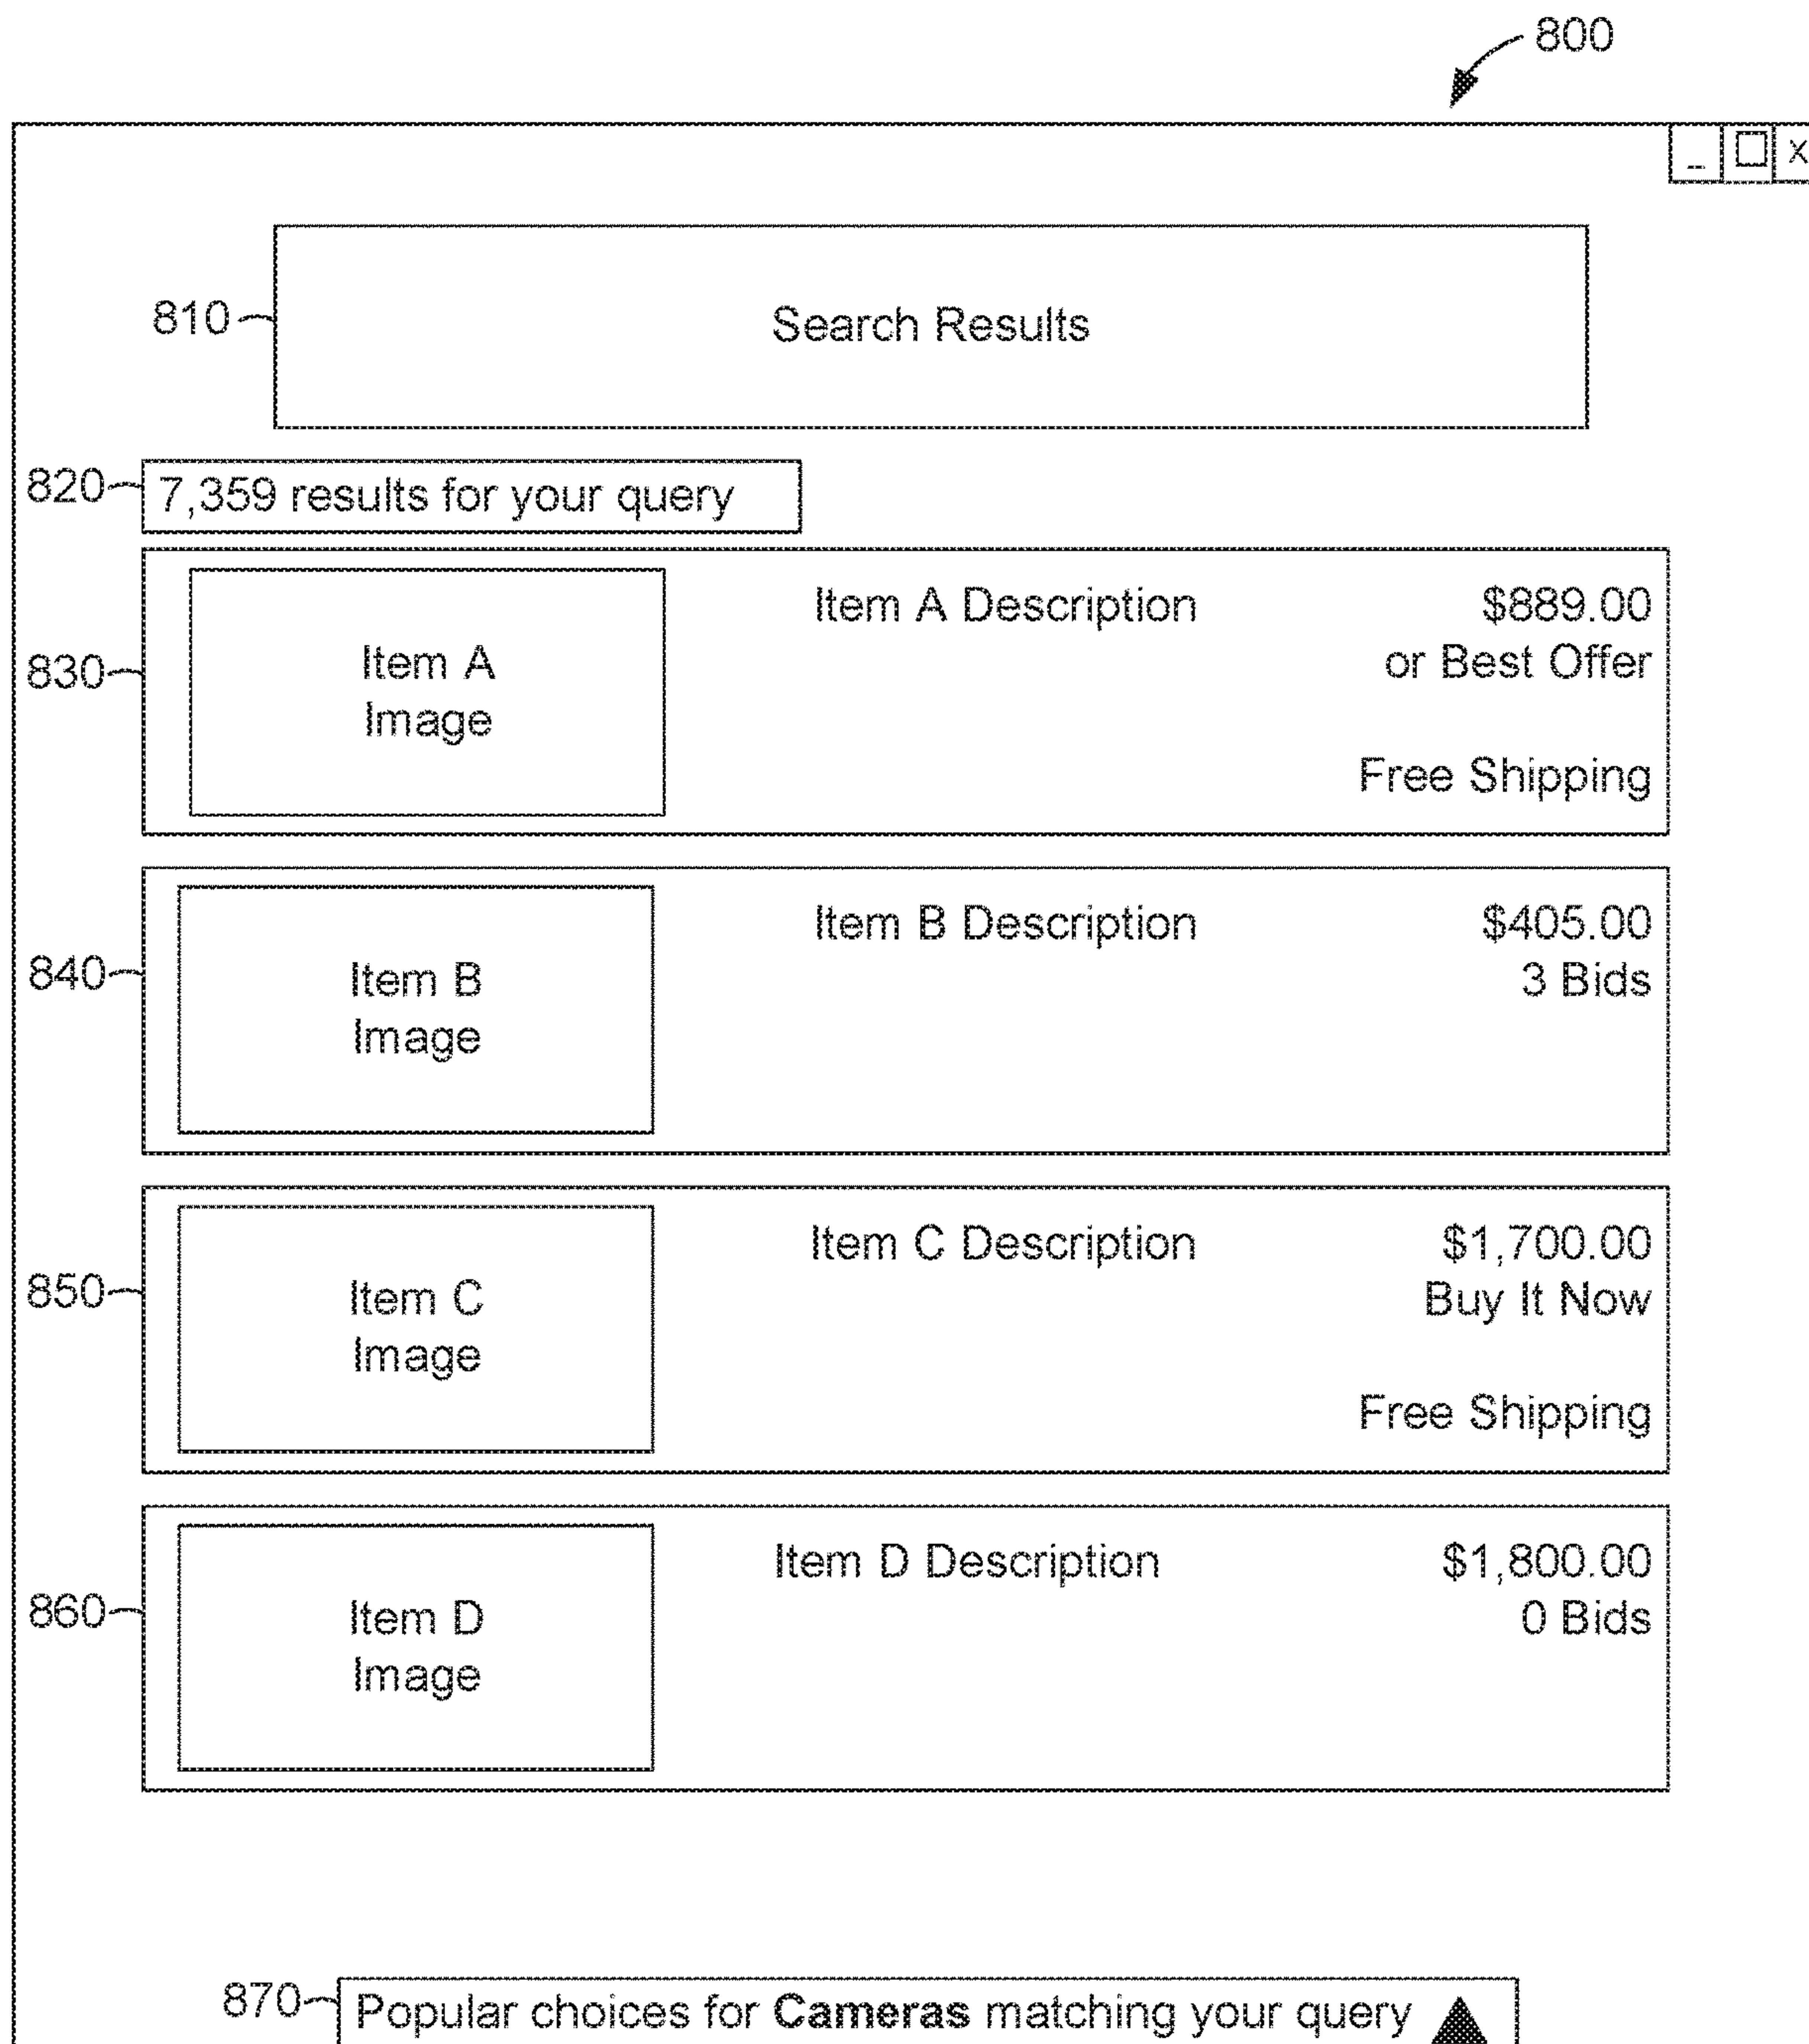 800
_ □ X
810
Search Results
820
7,359 results for your query
830
Item A
Image
Item A Description
$889.00
or Best Offer
Free Shipping
840
Item B
Image
Item B Description
$405.00
3 Bids
850
Item C
Image
Item C Description
$1,700.00
Buy It Now
Free Shipping
860
Item D
Image
Item D Description
$1,800.00
0 Bids
870
Popular choices for Cameras matching your query